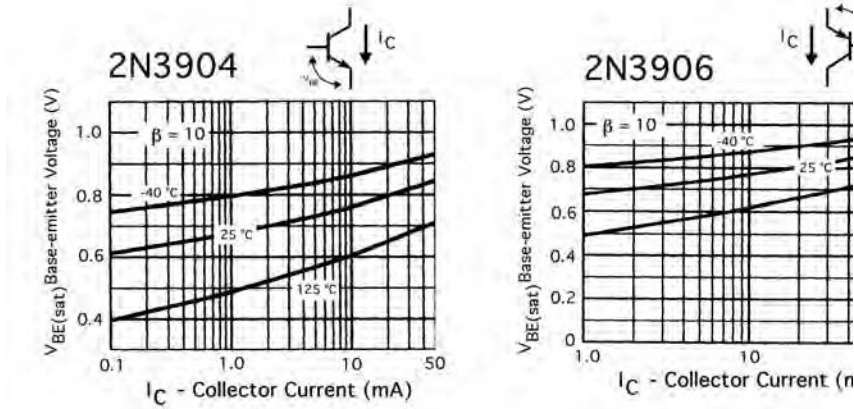 2N3904
I_C
V_BE
V_BE(sat) Base-emitter Voltage (V)
1.0
0.8
0.6
0.4
β = 10
-40 °C
25 °C
125 °C
0.1
1.0
10
50
I_C - Collector Current (mA)
2N3906
I_C
V_BE(sat) Base-emitter Voltage (V)
1.0
0.8
0.6
0.4
0.2
0
β = 10
-40 °C
25 °C
1.0
10
I_C - Collector Current (